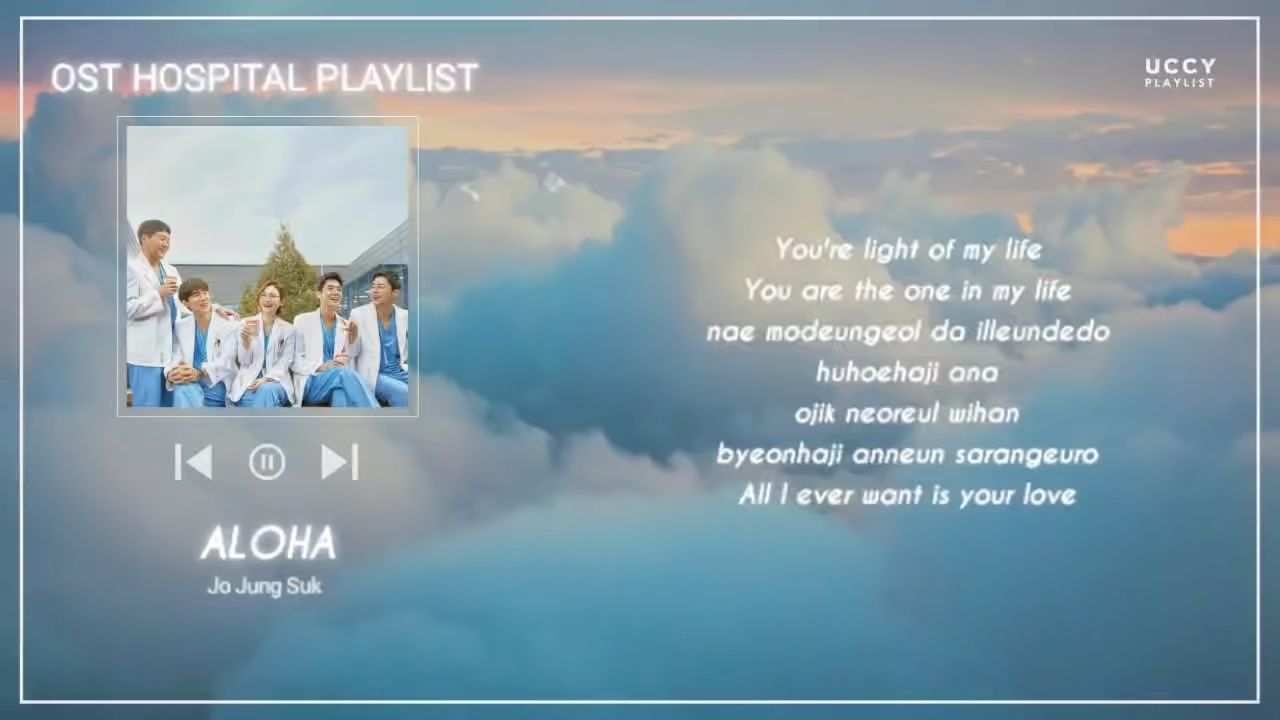 OST HOSPITAL PLAYLIST
UCCY
PLAYLIST
You're light of my life
You are the one in my life
nae modeungeol da illeundedo
huhoehaji ana
ojik neoreul wihan
byeonhaji anneun sarangeuro
All I ever want is your love
ALOHA
Jo Jung Suk